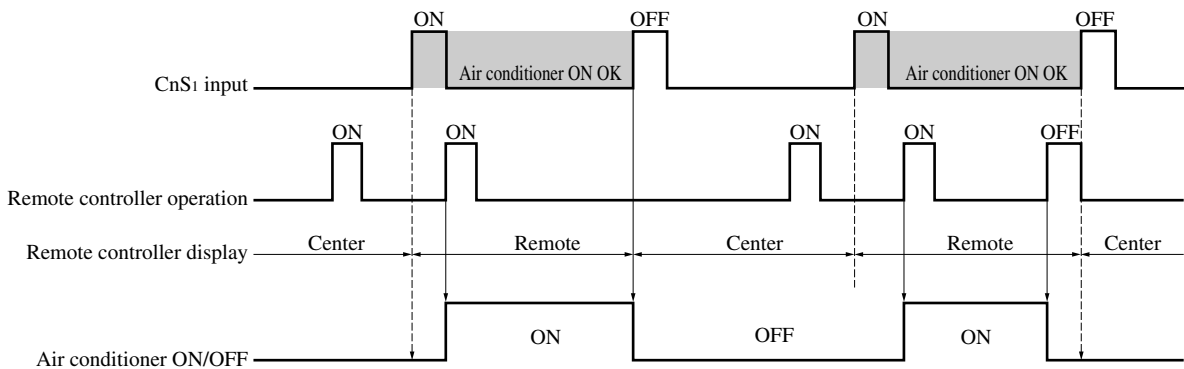 ON OFF ON OFF
CnS1 input Air conditioner ON OK Air conditioner ON OK
ON ON ON ON OFF
Remote controller operation
Remote controller display Center Remote Center Remote Center
Air conditioner ON/OFF ON OFF ON